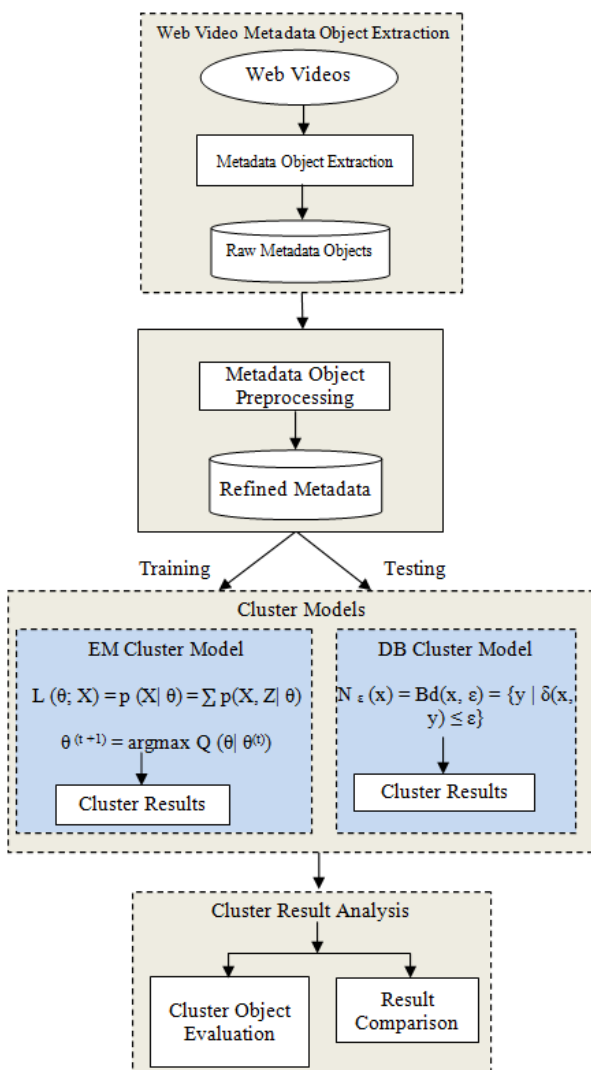 Web Video Metadata Object Extraction
Web Videos
Metadata Object Extraction
Raw Metadata Objects
Metadata Object
Preprocessing
Refined Metadata
Training
Testing
Cluster Models
EM Cluster Model
L (θ; X) = p (X| θ) = ∑ p(X, Z| θ)
θ (t +1) = argmax Q (θ| θ(t))
Cluster Results
DB Cluster Model
N ε (x) = Bd(x, ε) = {y | δ(x,
y) ≤ ε}
Cluster Results
Cluster Result Analysis
Cluster Object
Evaluation
Result
Comparison